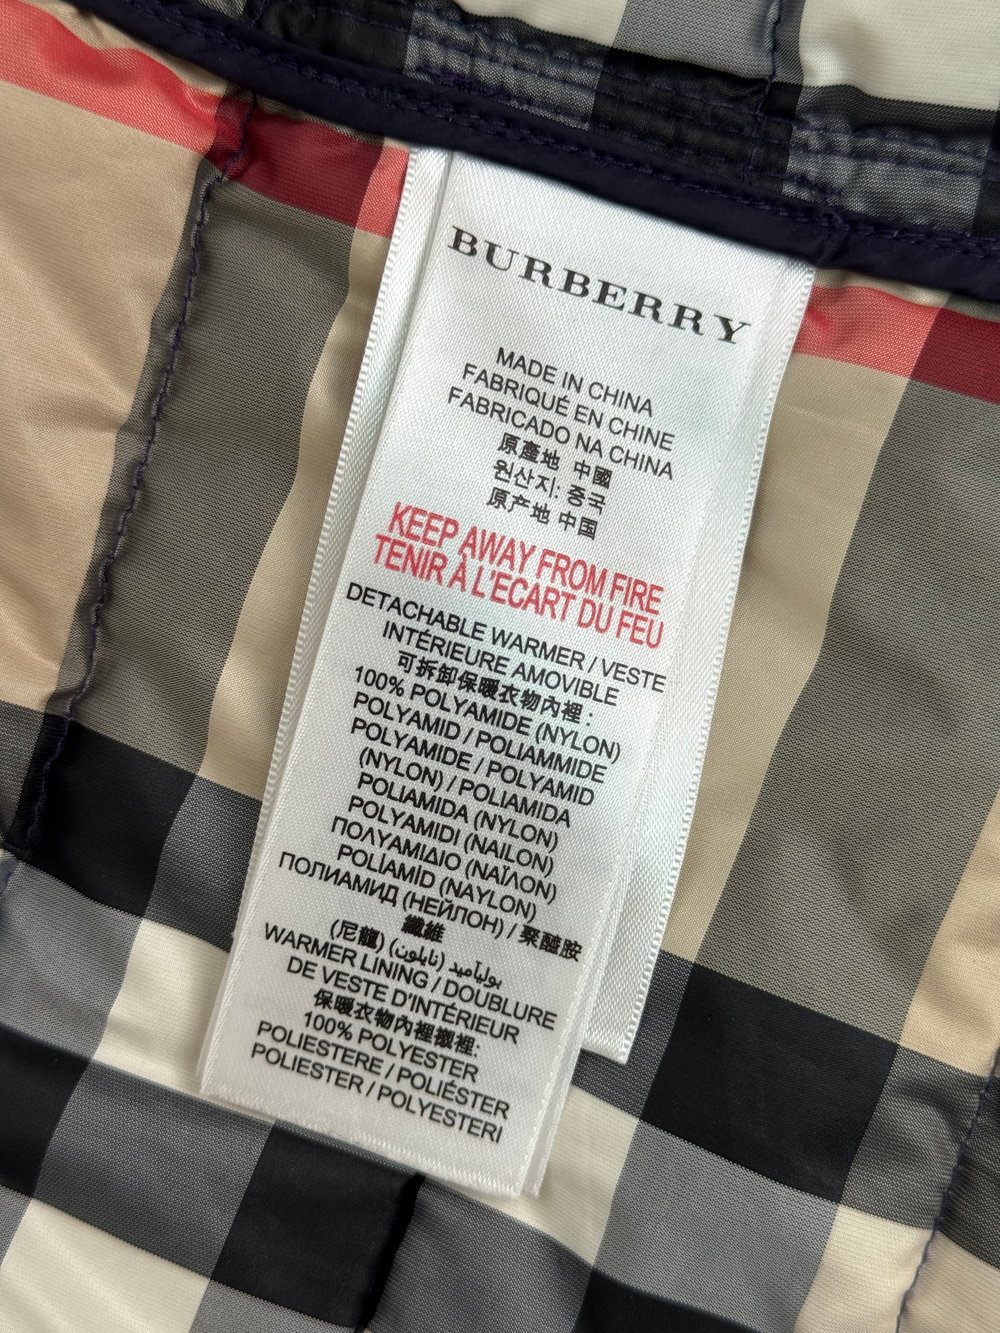 BURBERRY
MADE IN CHINA
FABRIQUÉ EN CHINE
FABRICADO NA CHINA
原產地 中國
원산지: 중국
原产地 中国
KEEP AWAY FROM FIRE
TENIR À L'ECART DU FEU
DETACHABLE WARMER / VESTE
INTÉRIEURE AMOVIBLE
可拆卸保暖衣物內裡 :
100% POLYAMIDE (NYLON)
POLYAMID / POLIAMMIDE
POLYAMIDE / POLYAMID
(NYLON) / POLIAMIDA
POLIAMIDA (NYLON)
POLYAMIDI (NAILON)
ΠΟΛΥΑΜΙΔΙΟ (ΝΑΪΛΟΝ)
POLİAMİD (NAYLON)
ПОЛИАМИД (НЕЙЛОН) / 聚醯胺
纖維
(尼龍) (نايلون) بولیآمید
WARMER LINING / DOUBLURE
DE VESTE D'INTÉRIEUR
保暖衣物內裡襯裡:
100% POLYESTER
POLIESTERE / POLIÉSTER
POLIESTER / POLYESTERI